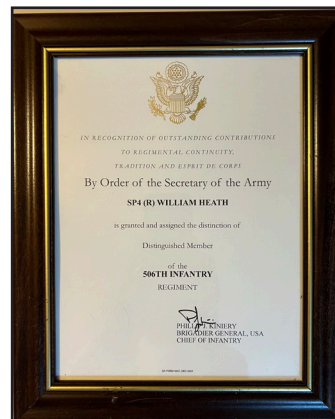 IN RECOGNITION OF OUTSTANDING CONTRIBUTIONS
TO REGIMENTAL CONTINUITY,
TRADITION AND ESPRIT DE CORPS
By Order of the Secretary of the Army
SP4 (R) WILLIAM HEATH
is granted and assigned the distinction of
Distinguished Member
of the
506TH INFANTRY
REGIMENT
KINIERY
BRIGADIER GENERAL, USA
CHIEF OF INFANTRY